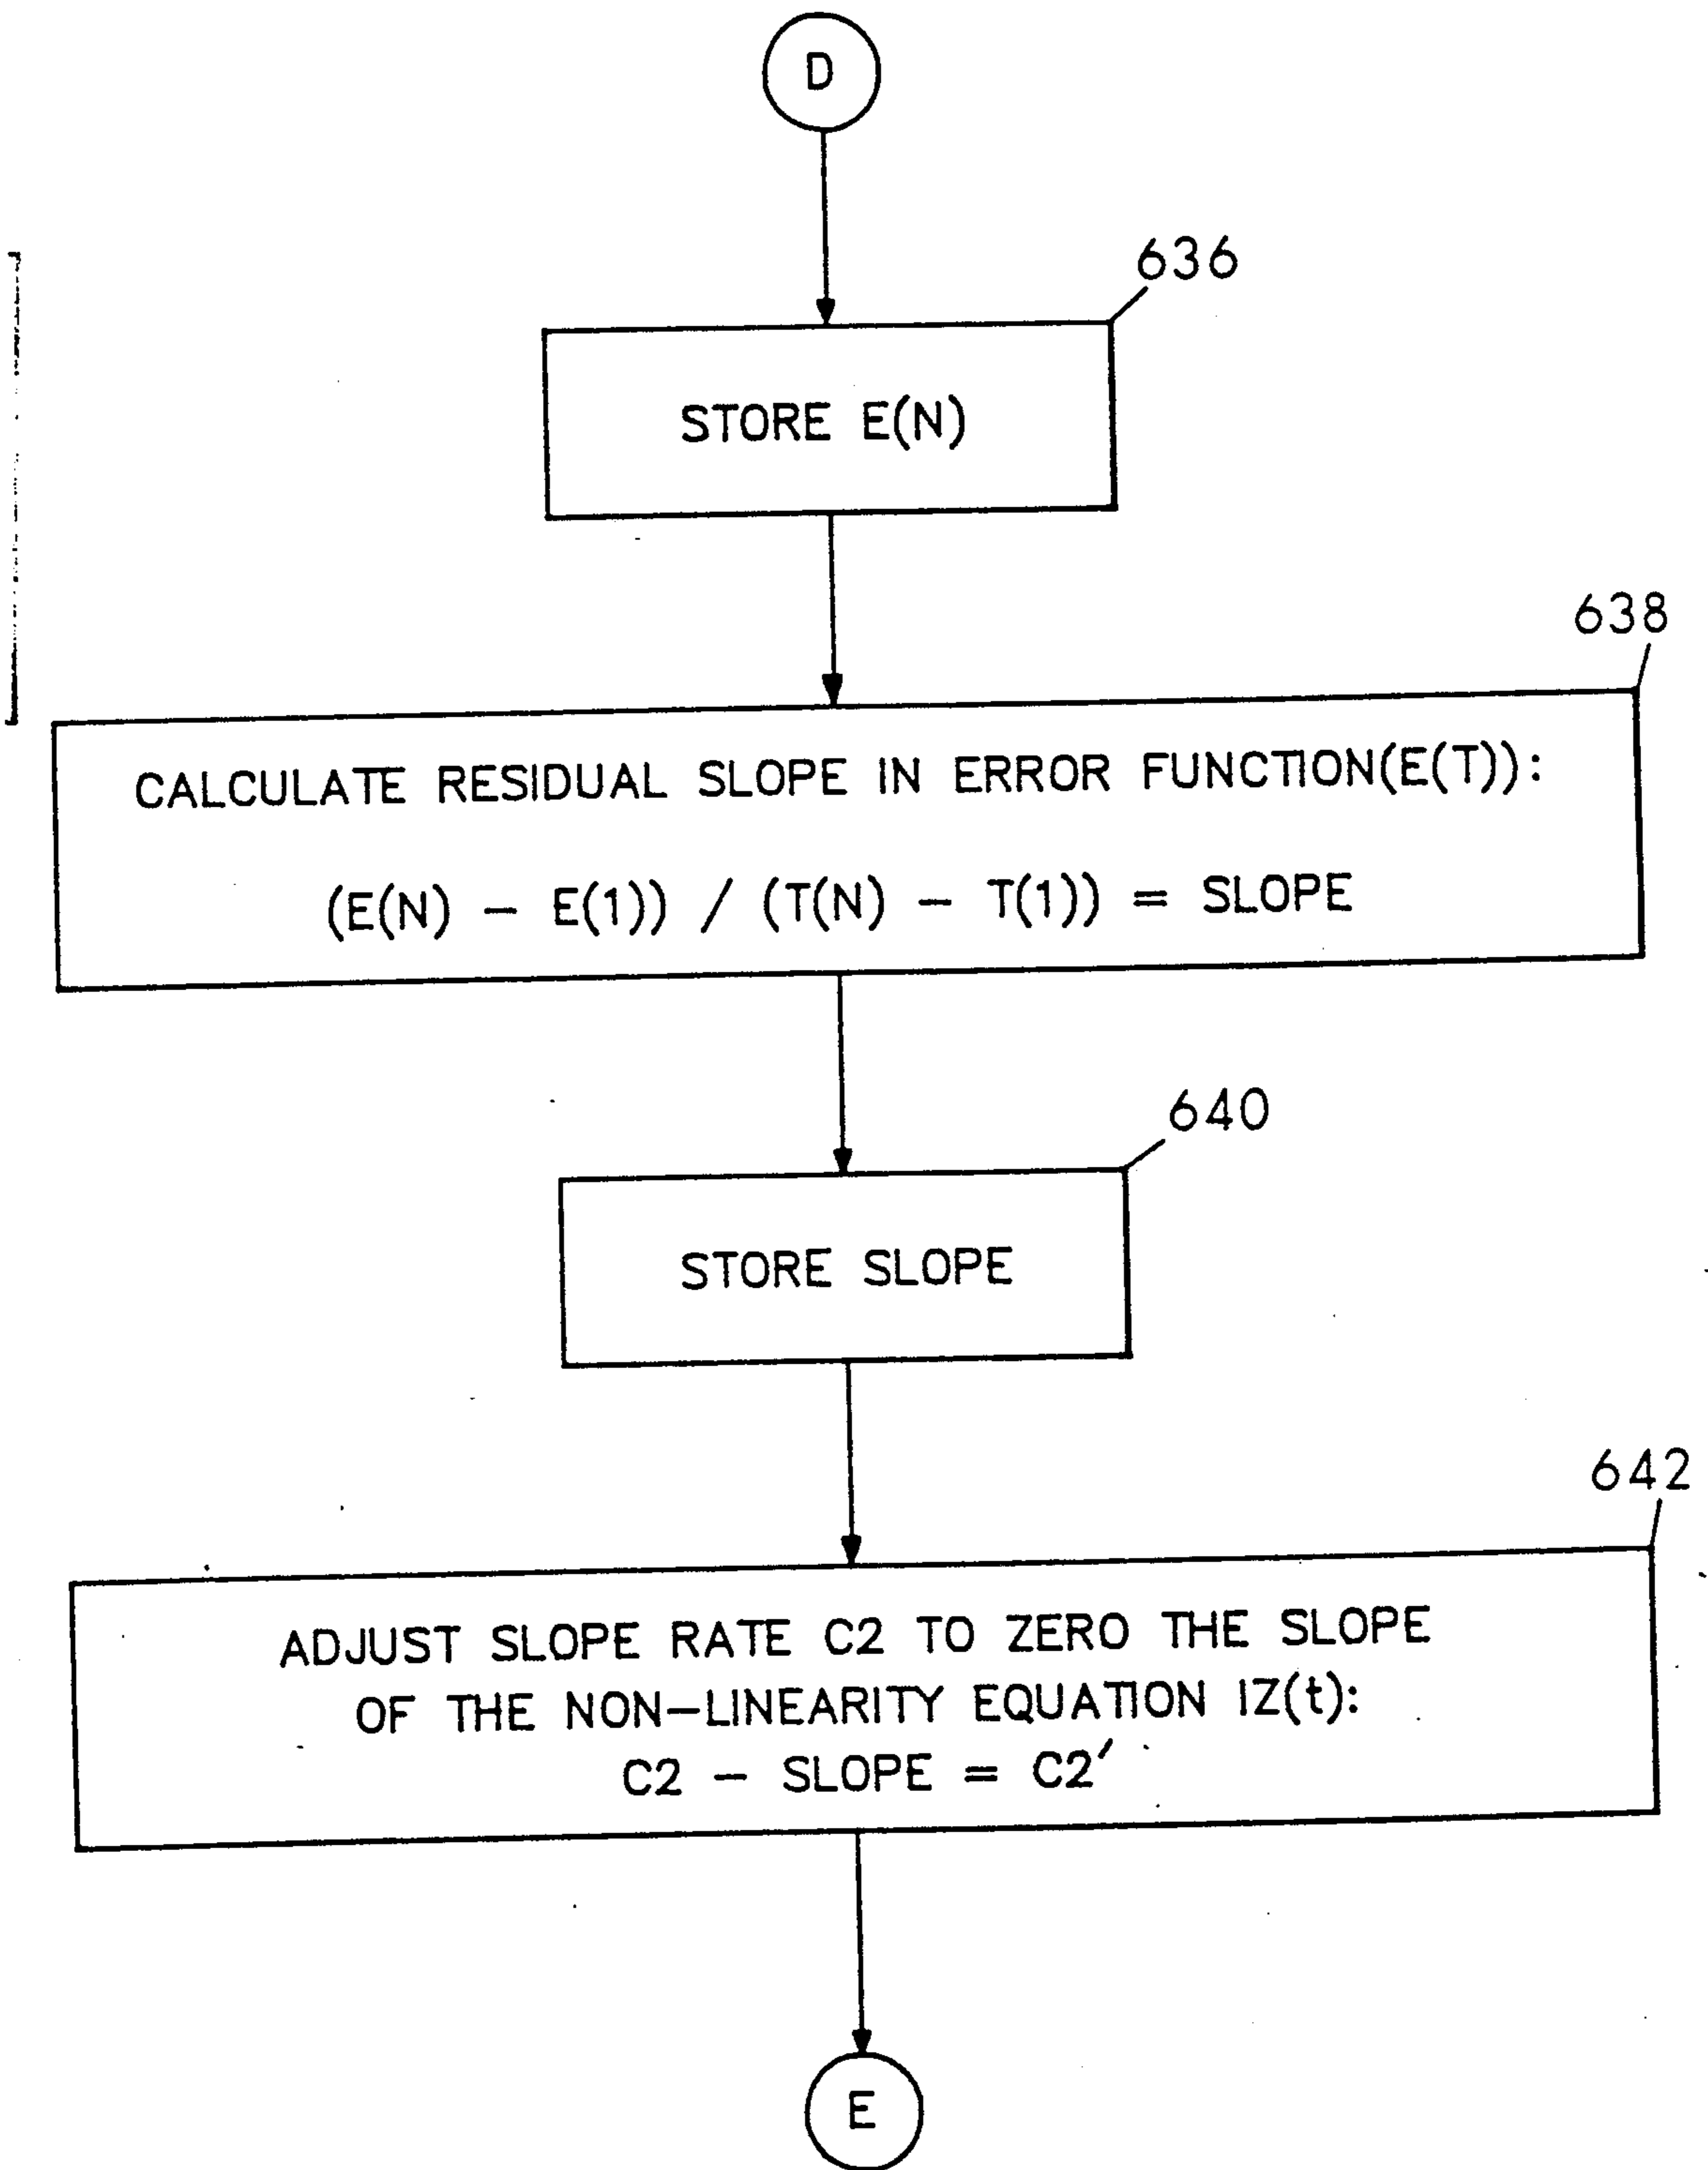 D
636
STORE E(N)
638
CALCULATE RESIDUAL SLOPE IN ERROR FUNCTION(E(T)):
(E(N) – E(1)) / (T(N) – T(1)) = SLOPE
640
STORE SLOPE
642
ADJUST SLOPE RATE C2 TO ZERO THE SLOPE
OF THE NON–LINEARITY EQUATION IZ(t):
C2 – SLOPE = C2′
E